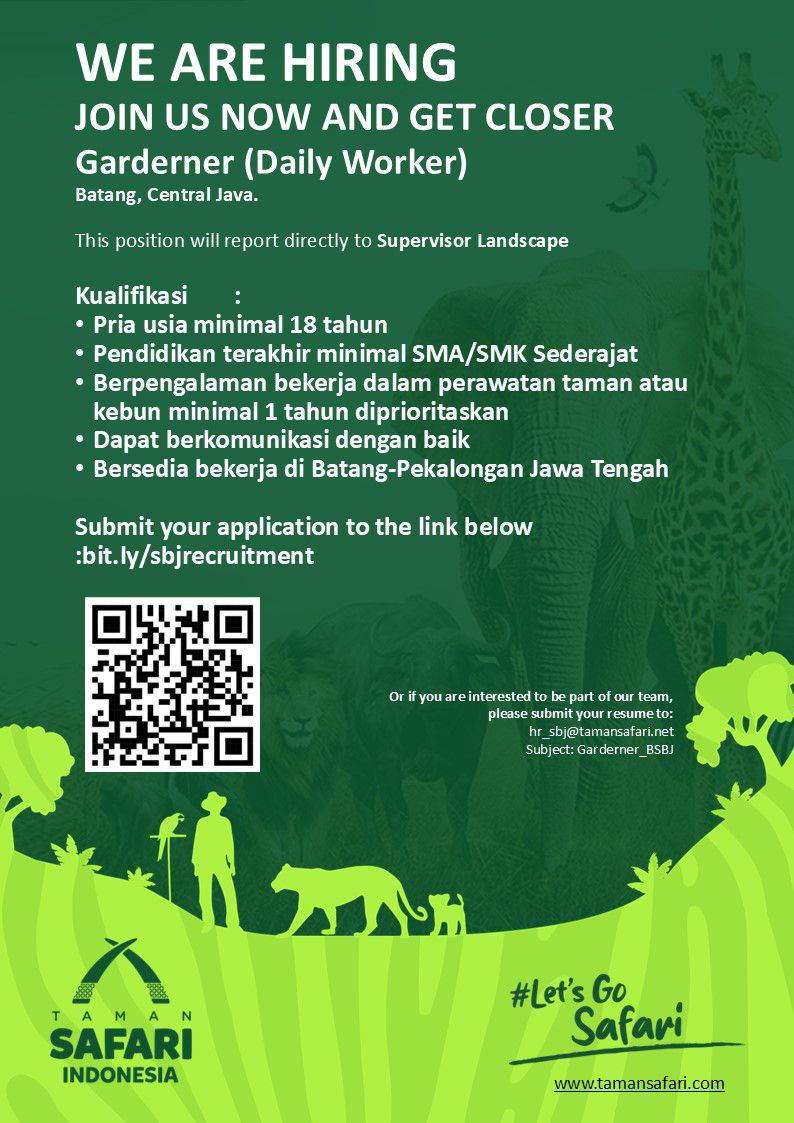 WE ARE HIRING
JOIN US NOW AND GET CLOSER
Garderner (Daily Worker)
Batang, Central Java.
This position will report directly to Supervisor Landscape
Kualifikasi :
• Pria usia minimal 18 tahun
• Pendidikan terakhir minimal SMA/SMK Sederajat
• Berpengalaman bekerja dalam perawatan taman atau
kebun minimal 1 tahun diprioritaskan
• Dapat berkomunikasi dengan baik
• Bersedia bekerja di Batang-Pekalongan Jawa Tengah
Submit your application to the link below
:bit.ly/sbjrecruitment
Or if you are interested to be part of our team,
please submit your resume to:
hr_sbj@tamansafari.net
Subject: Garderner_BSBJ
TAMAN
SAFARI
INDONESIA
#Let's Go
Safari
www.tamansafari.com